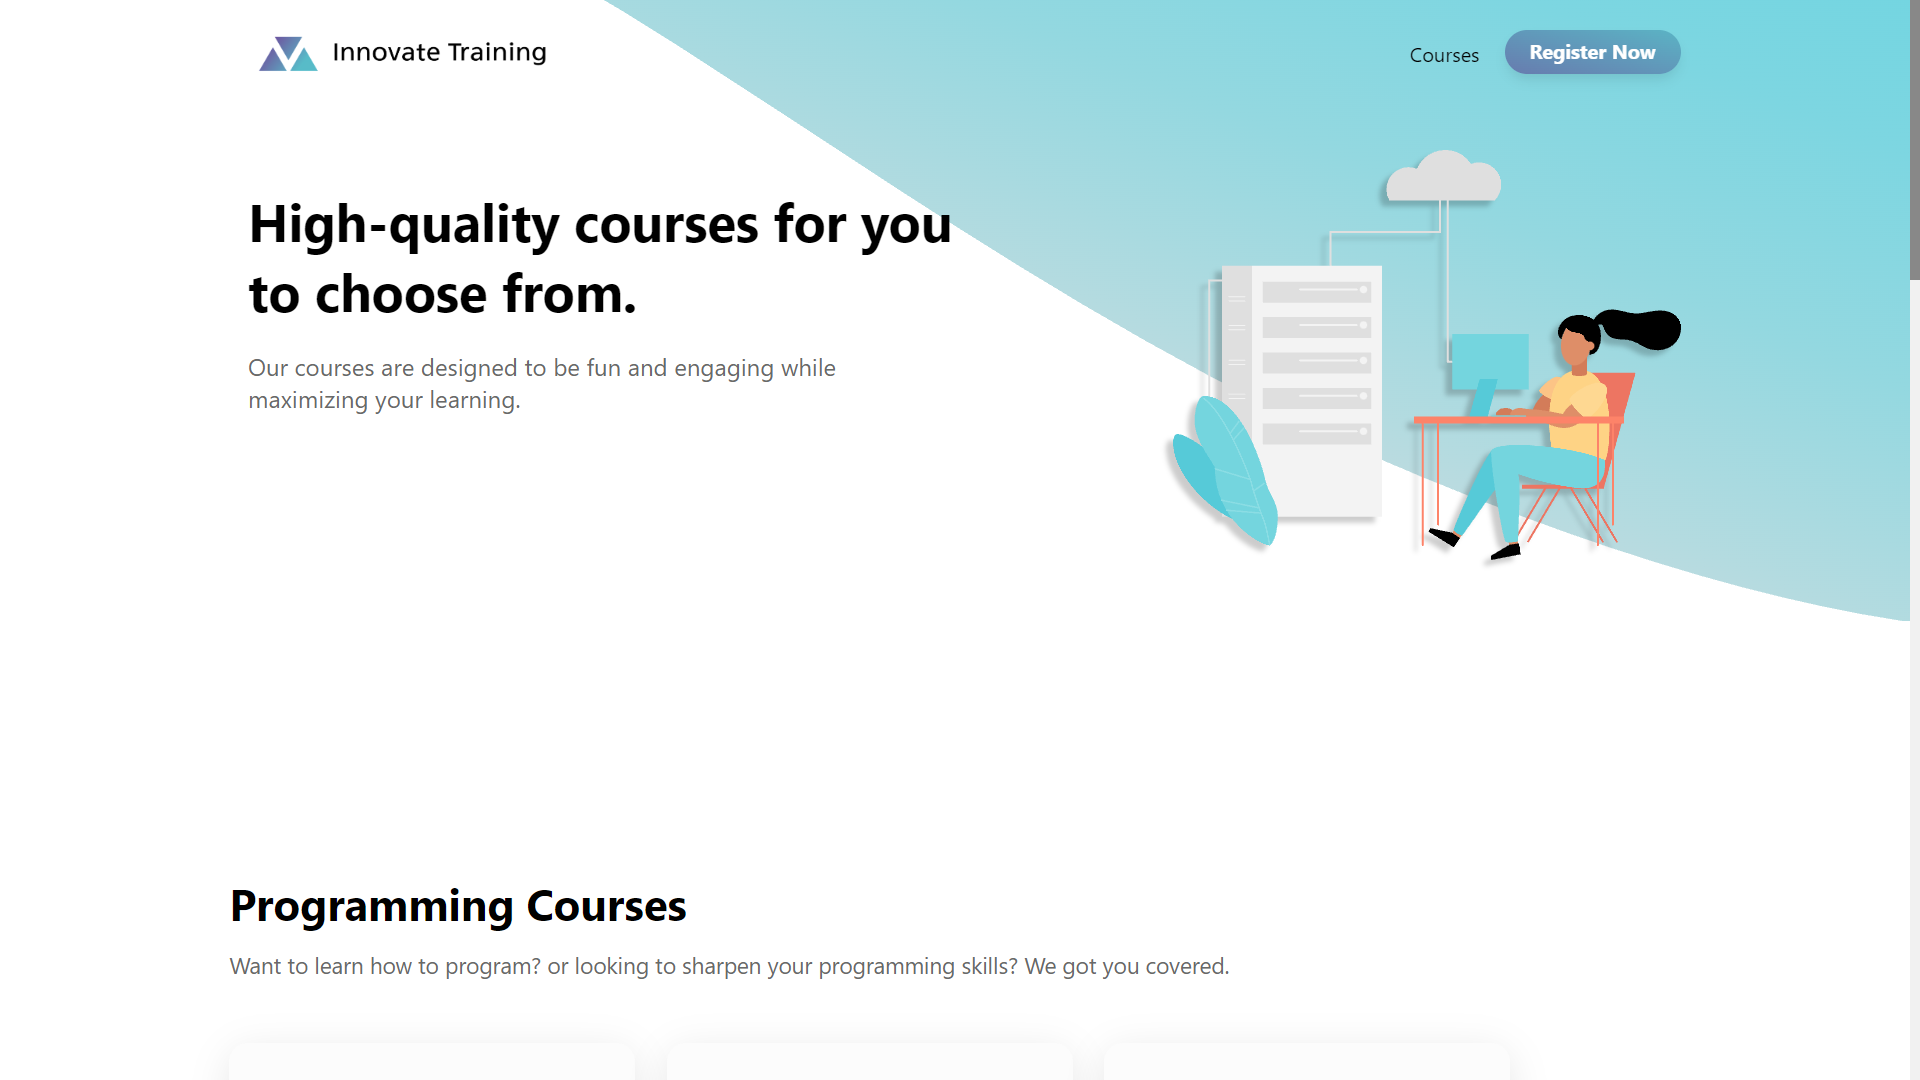 Innovate Training
Courses
Register Now
High-quality courses for you
to choose from.
Our courses are designed to be fun and engaging while
maximizing your learning.
Programming Courses
Want to learn how to program? or looking to sharpen your programming skills? We got you covered.